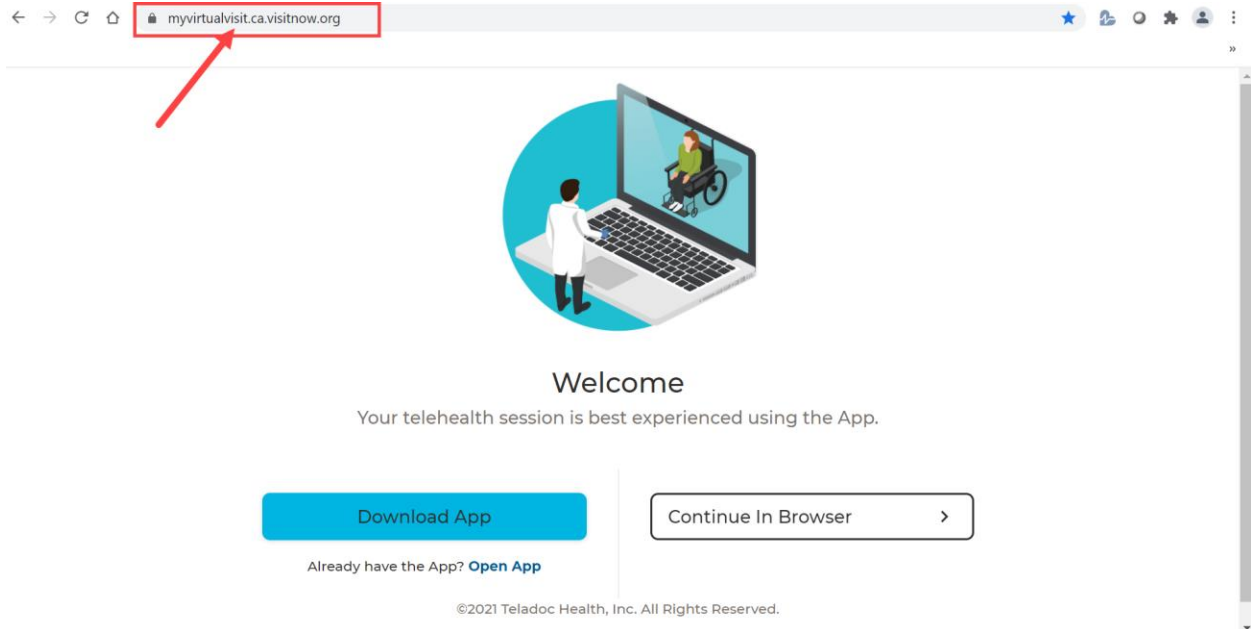 myvirtualvisit.ca.visitnow.org
»
Welcome
Your telehealth session is best experienced using the App.
Download App
Continue In Browser >
Already have the App? Open App
©2021 Teladoc Health, Inc. All Rights Reserved.